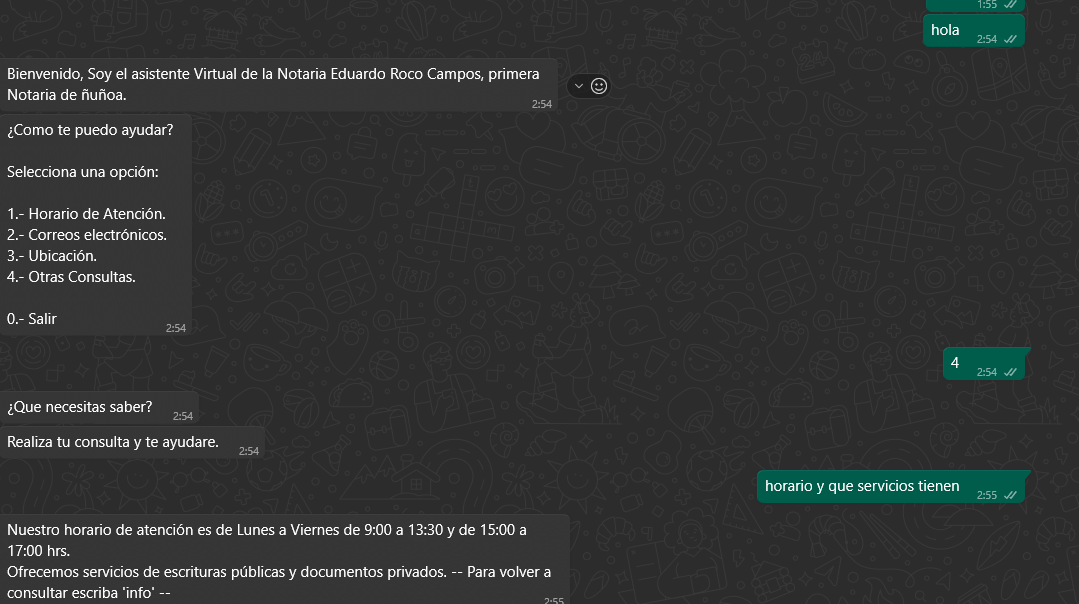 1:55
hola
2:54
Bienvenido, Soy el asistente Virtual de la Notaria Eduardo Roco Campos, primera
Notaria de ñuñoa.
2:54
¿Como te puedo ayudar?
Selecciona una opción:
1.- Horario de Atención.
2.- Correos electrónicos.
3.- Ubicación.
4.- Otras Consultas.
0.- Salir
2:54
4
2:54
¿Que necesitas saber?
2:54
Realiza tu consulta y te ayudare.
2:54
horario y que servicios tienen
2:55
Nuestro horario de atención es de Lunes a Viernes de 9:00 a 13:30 y de 15:00 a
17:00 hrs.
Ofrecemos servicios de escrituras públicas y documentos privados. -- Para volver a
consultar escriba 'info' --
2:55